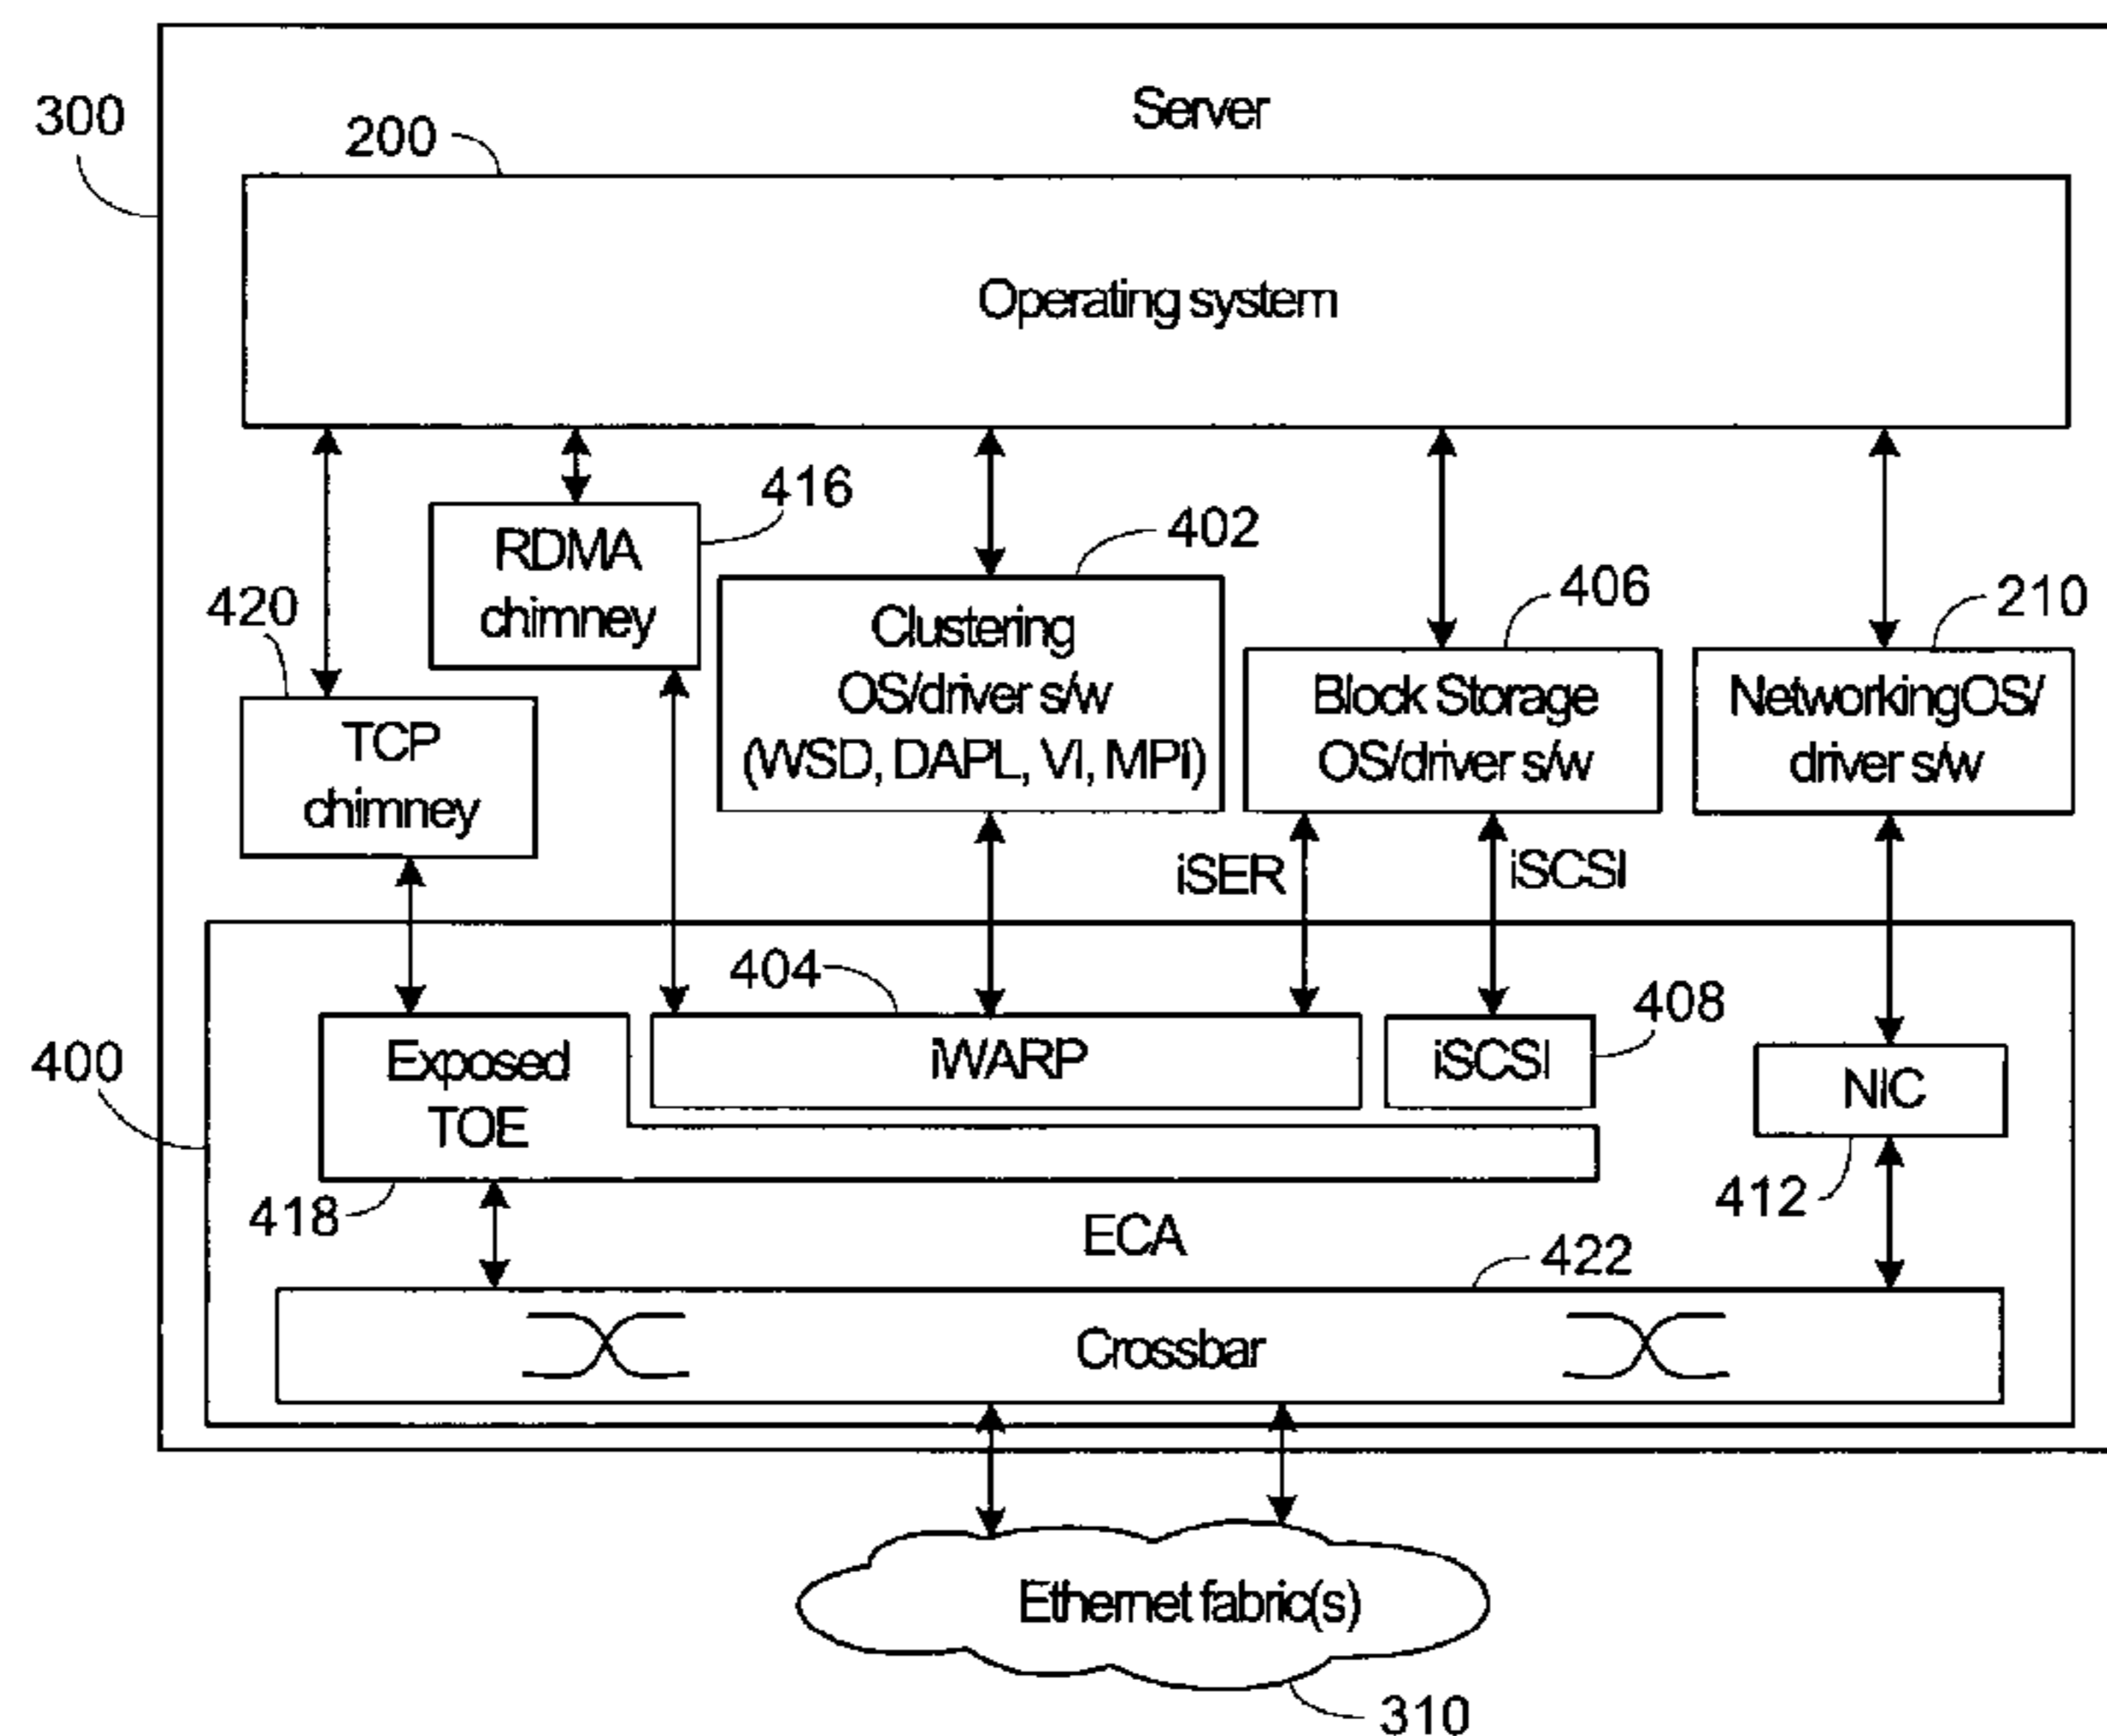 Server
300
200
Operating system
416
RDMA
chimney
402
Clustering
OS/driver s/w
(WSD, DAPL, VI, MPI)
406
Block Storage
OS/driver s/w
210
NetworkingOS/
driver s/w
420
TCP
chimney
iSER
iSCSI
400
404
iWARP
408
iSCSI
Exposed
TOE
418
NIC
412
ECA
422
Crossbar
Ethernet fabric(s)
310